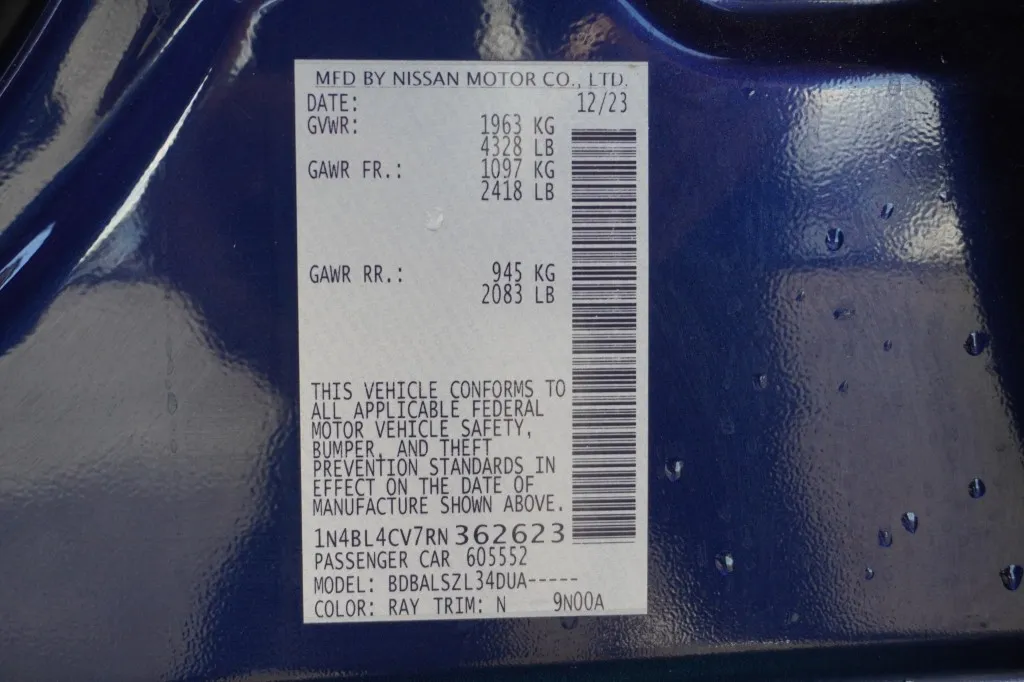 MFD BY NISSAN MOTOR CO., LTD.
DATE: 12/23
GVWR: 1963 KG
4328 LB
GAWR FR.: 1097 KG
2418 LB
GAWR RR.: 945 KG
2083 LB
THIS VEHICLE CONFORMS TO
ALL APPLICABLE FEDERAL
MOTOR VEHICLE SAFETY,
BUMPER, AND THEFT
PREVENTION STANDARDS IN
EFFECT ON THE DATE OF
MANUFACTURE SHOWN ABOVE.
1N4BL4CV7RN362623
PASSENGER CAR 605552
MODEL: BDBALSZL34DUA-----
COLOR: RAY TRIM: N 9N00A